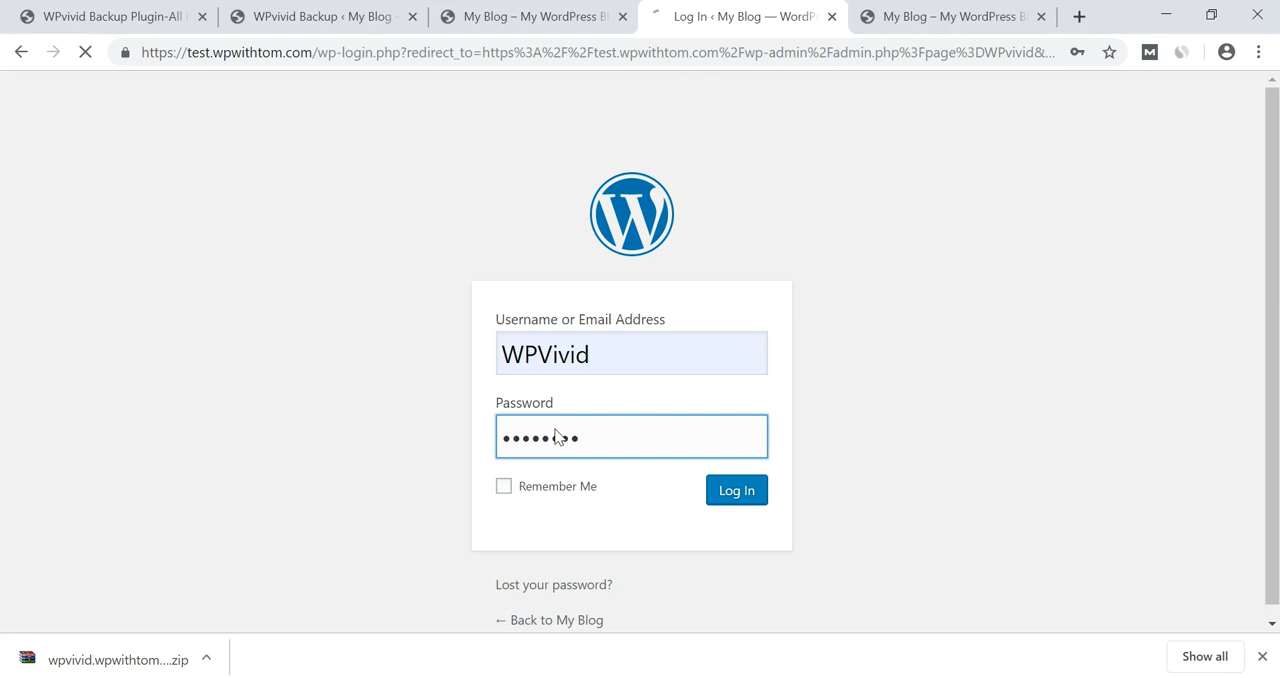 WPvivid Backup Plugin-All i
WPvivid Backup ‹ My Blog
My Blog – My WordPress Bl
Log In ‹ My Blog — WordPr
My Blog – My WordPress Bl
https://test.wpwithtom.com/wp-login.php?redirect_to=https%3A%2F%2Ftest.wpwithtom.com%2Fwp-admin%2Fadmin.php%3Fpage%3DWPvivid&...
Username or Email Address
WPVivid
Password
Remember Me
Log In
Lost your password?
← Back to My Blog
wpvivid.wpwithtom....zip
Show all